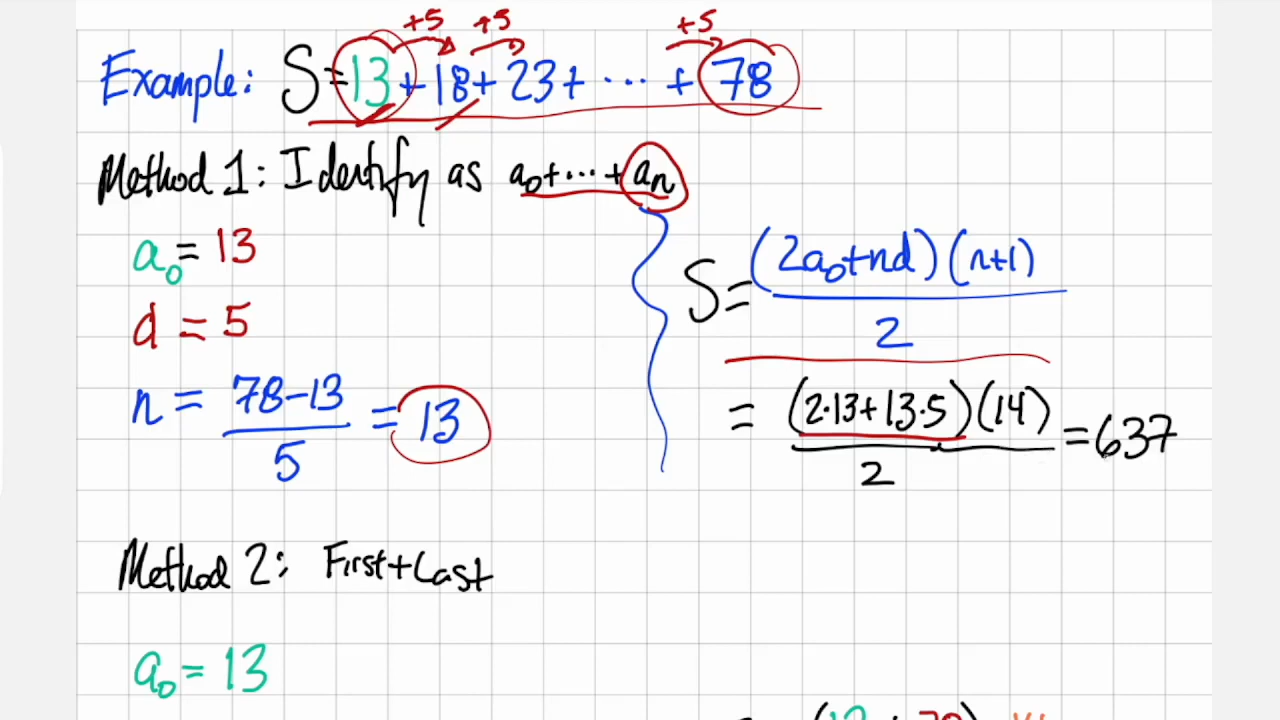 +5 +5 +5
Example: S=13+18+23+ ... +78
Method 1: Identify as a₀+...+aₙ
a₀=13
d=5
n = (78-13)/5 = 13
S= (2a₀+nd)(n+1)/2
= (2·13+13·5)(14)/2 =637
Method 2: First+Last
a₀=13